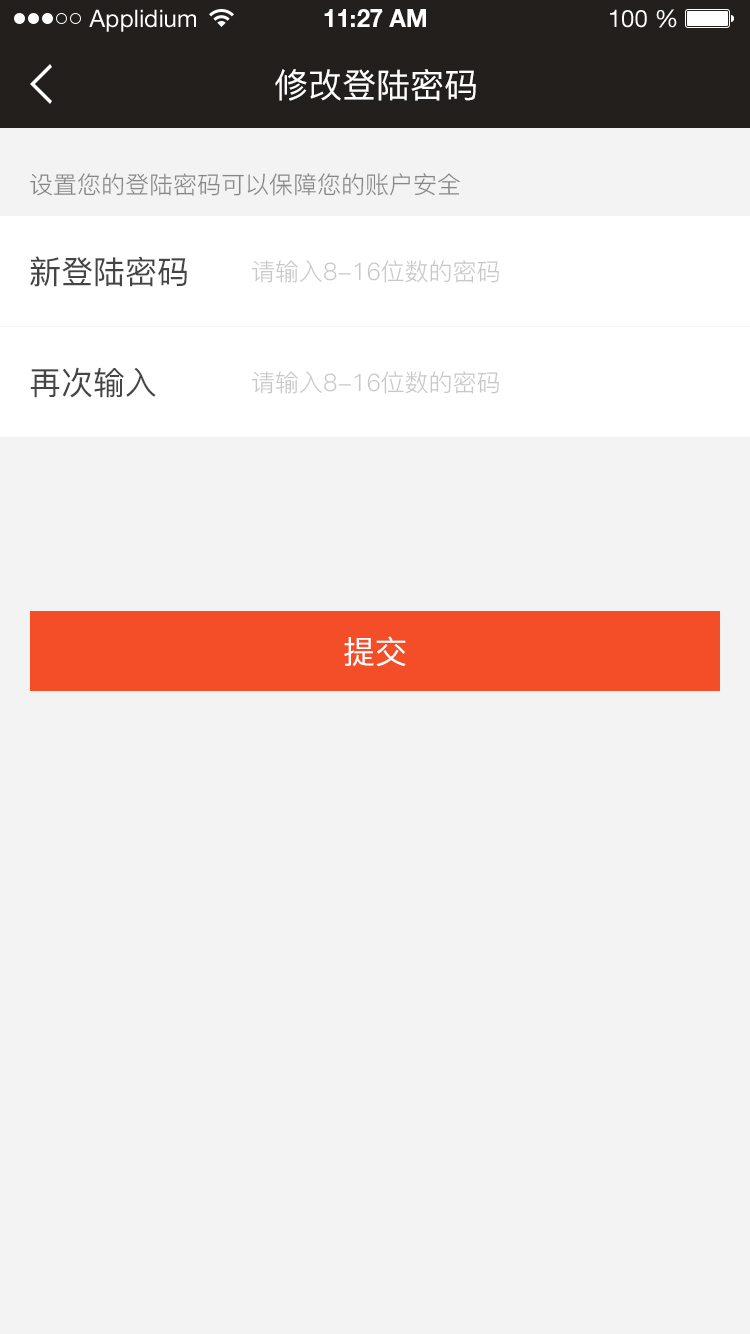 Applidium 11:27 AM 100 %
修改登陆密码
设置您的登陆密码可以保障您的账户安全
新登陆密码 请输入8-16位数的密码
再次输入 请输入8-16位数的密码
提交